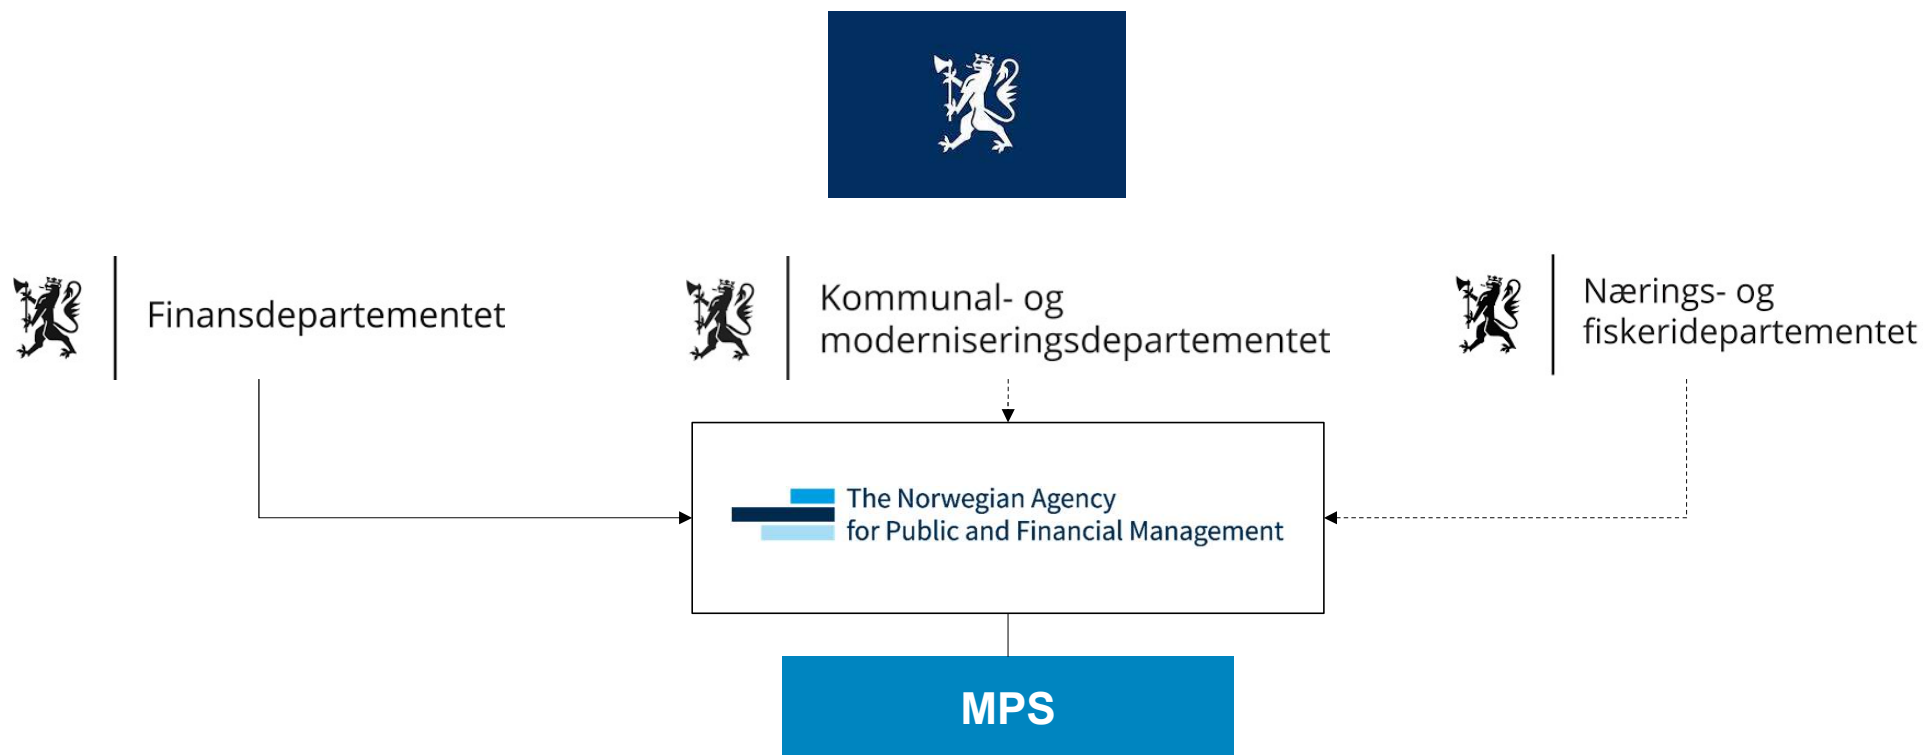 Finansdepartementet
Kommunal- og
moderniseringsdepartementet
Nærings- og
fiskeridepartementet
The Norwegian Agency
for Public and Financial Management
MPS